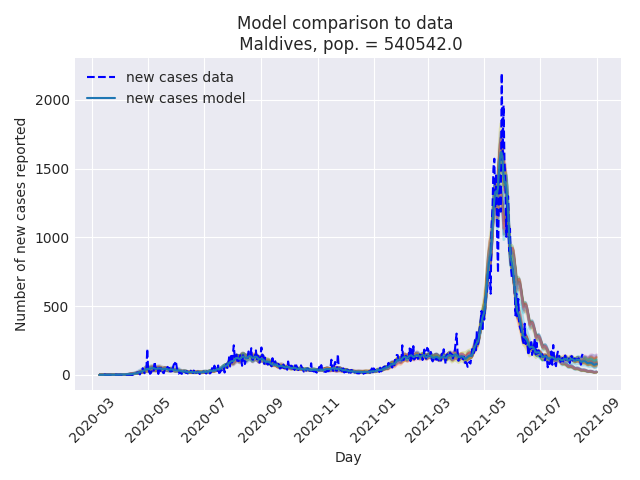 Model comparison to data
Maldives, pop. = 540542.0
new cases data
new cases model
Number of new cases reported
2000
1500
1000
500
0
2020-03
2020-05
2020-07
2020-09
2020-11
2021-01
2021-03
2021-05
2021-07
2021-09
Day